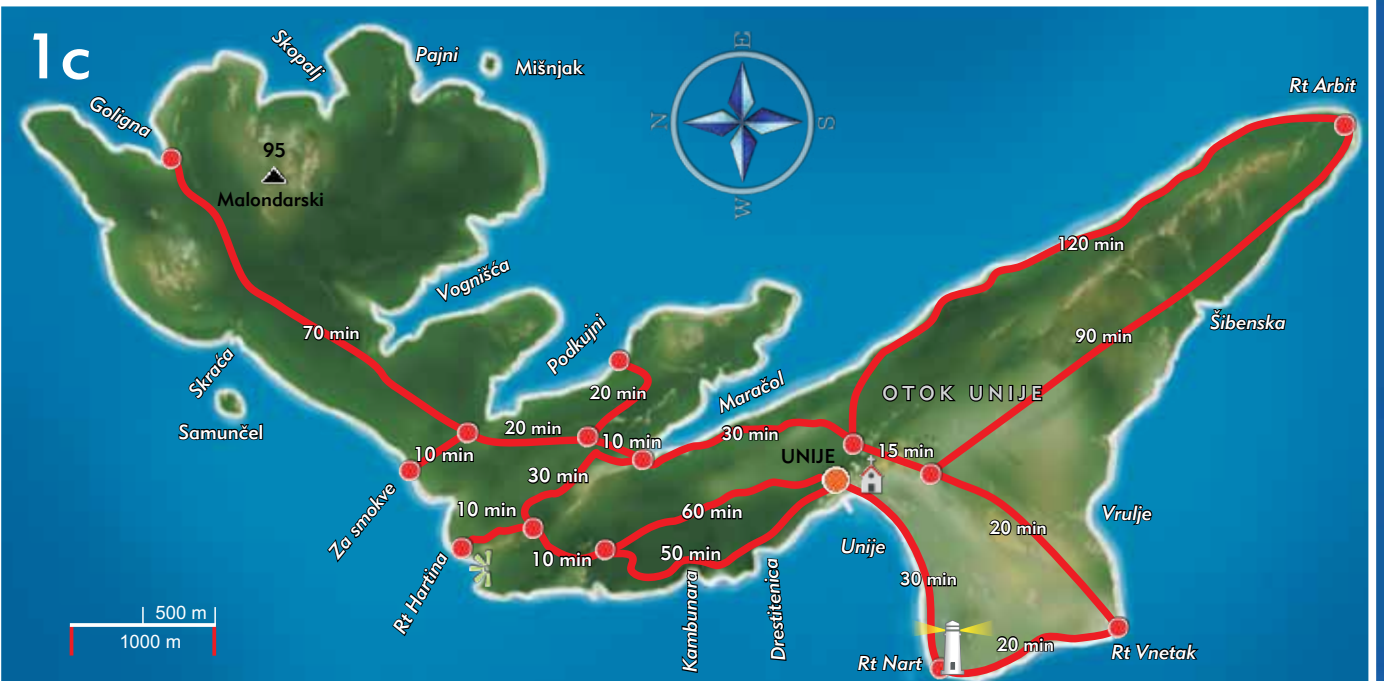 1c
Skopalj
Pajni
Mišnjak
E
N
S
W
Rt Arbit
Goligna
95
Malondarski
120 min
Vognišća
70 min
Podkujni
90 min
Šibenska
Skraća
Samunčel
20 min
Maračol
OTOK UNIJE
20 min
10 min
30 min
10 min
UNIJE
15 min
30 min
Za smokve
10 min
60 min
20 min
Vrulje
10 min
50 min
Unije
30 min
Rt Hartina
Kambunara
Drestitenica
500 m
1000 m
Rt Nart
20 min
Rt Vnetak